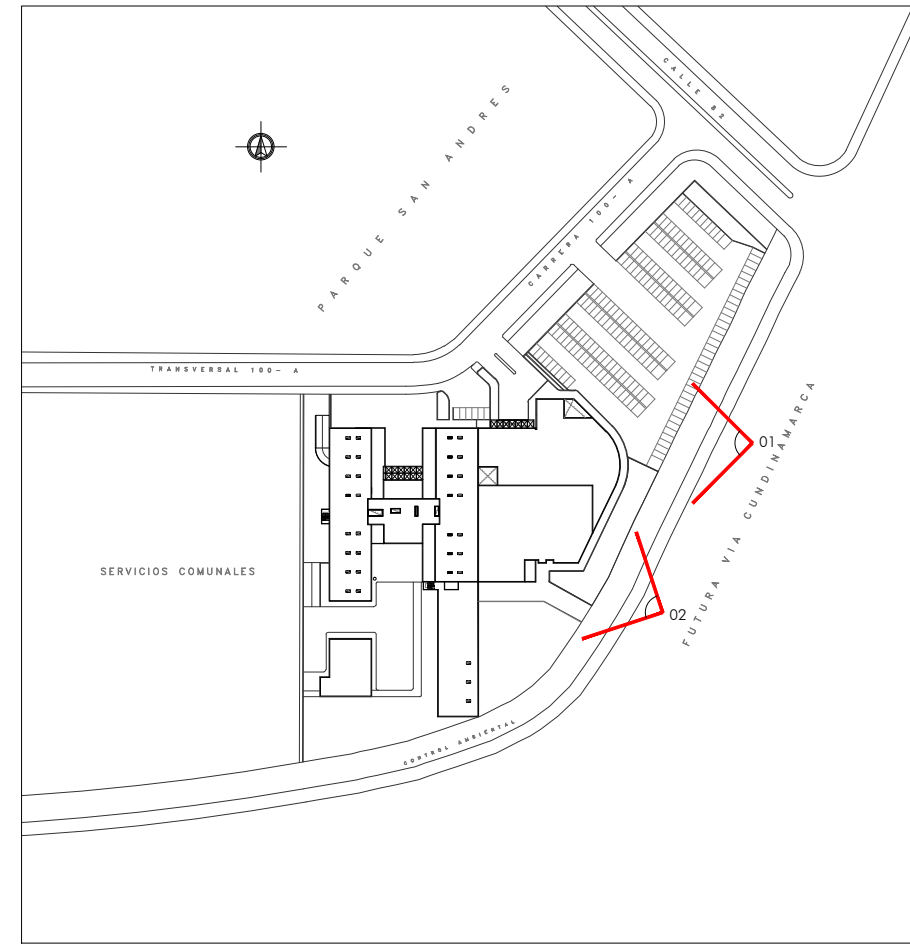 CALLE 82
PARQUE SAN ANDRES
CARRERA 100- A
TRANSVERSAL 100- A
01
FUTURA VIA CUNDINAMARCA
SERVICIOS COMUNALES
02
CONTROL AMBIENTAL